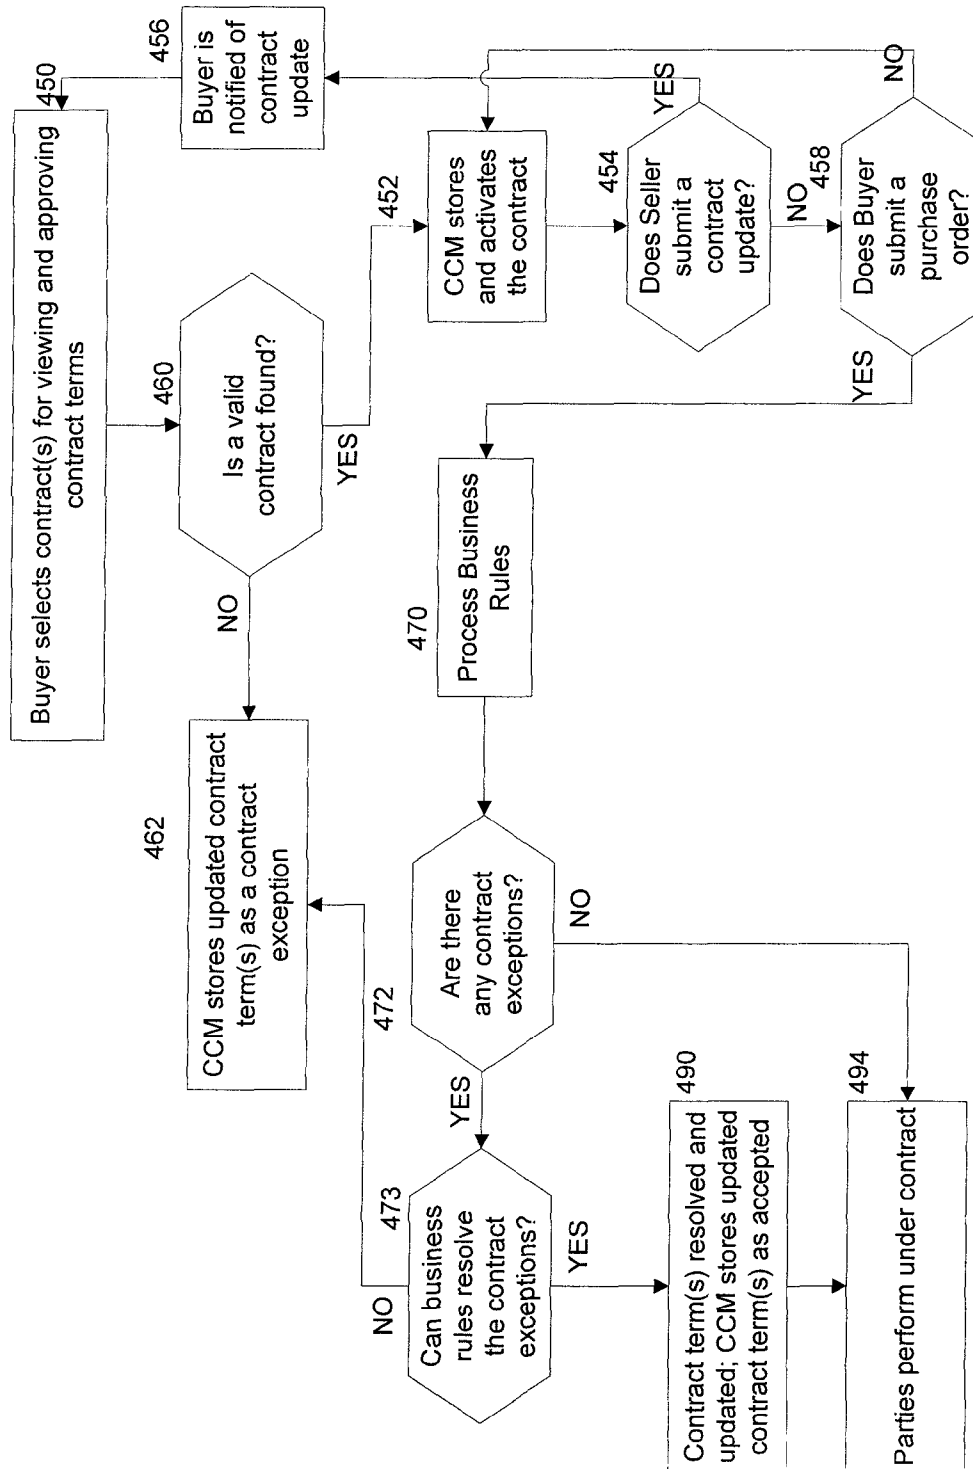 450
Buyer selects contract(s) for viewing and approving
contract terms
456
Buyer is
notified of
contract
update
460
Is a valid
contract found?
NO
YES
462
CCM stores updated contract
term(s) as a contract
exception
452
CCM stores
and activates
the contract
454
Does Seller
submit a
contract
update?
YES
NO
458
Does Buyer
submit a
purchase
order?
NO
YES
470
Process Business
Rules
472
Are there
any contract
exceptions?
NO
YES
473
Can business
rules resolve
the contract
exceptions?
NO
YES
490
Contract term(s) resolved and
updated; CCM stores updated
contract term(s) as accepted
494
Parties perform under contract